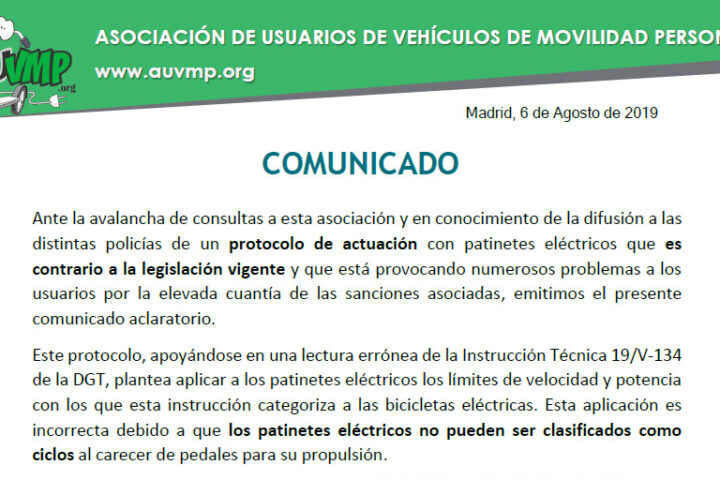 ASOCIACIÓN DE USUARIOS DE VEHÍCULOS DE MOVILIDAD PERSON
www.auvmp.org
UVMP
.org
Madrid, 6 de Agosto de 2019
COMUNICADO
Ante la avalancha de consultas a esta asociación y en conocimiento de la difusión a las
distintas policías de un protocolo de actuación con patinetes eléctricos que es
contrario a la legislación vigente y que está provocando numerosos problemas a los
usuarios por la elevada cuantía de las sanciones asociadas, emitimos el presente
comunicado aclaratorio.
Este protocolo, apoyándose en una lectura errónea de la Instrucción Técnica 19/V-134
de la DGT, plantea aplicar a los patinetes eléctricos los límites de velocidad y potencia
con los que esta instrucción categoriza a las bicicletas eléctricas. Esta aplicación es
incorrecta debido a que los patinetes eléctricos no pueden ser clasificados como
ciclos al carecer de pedales para su propulsión.